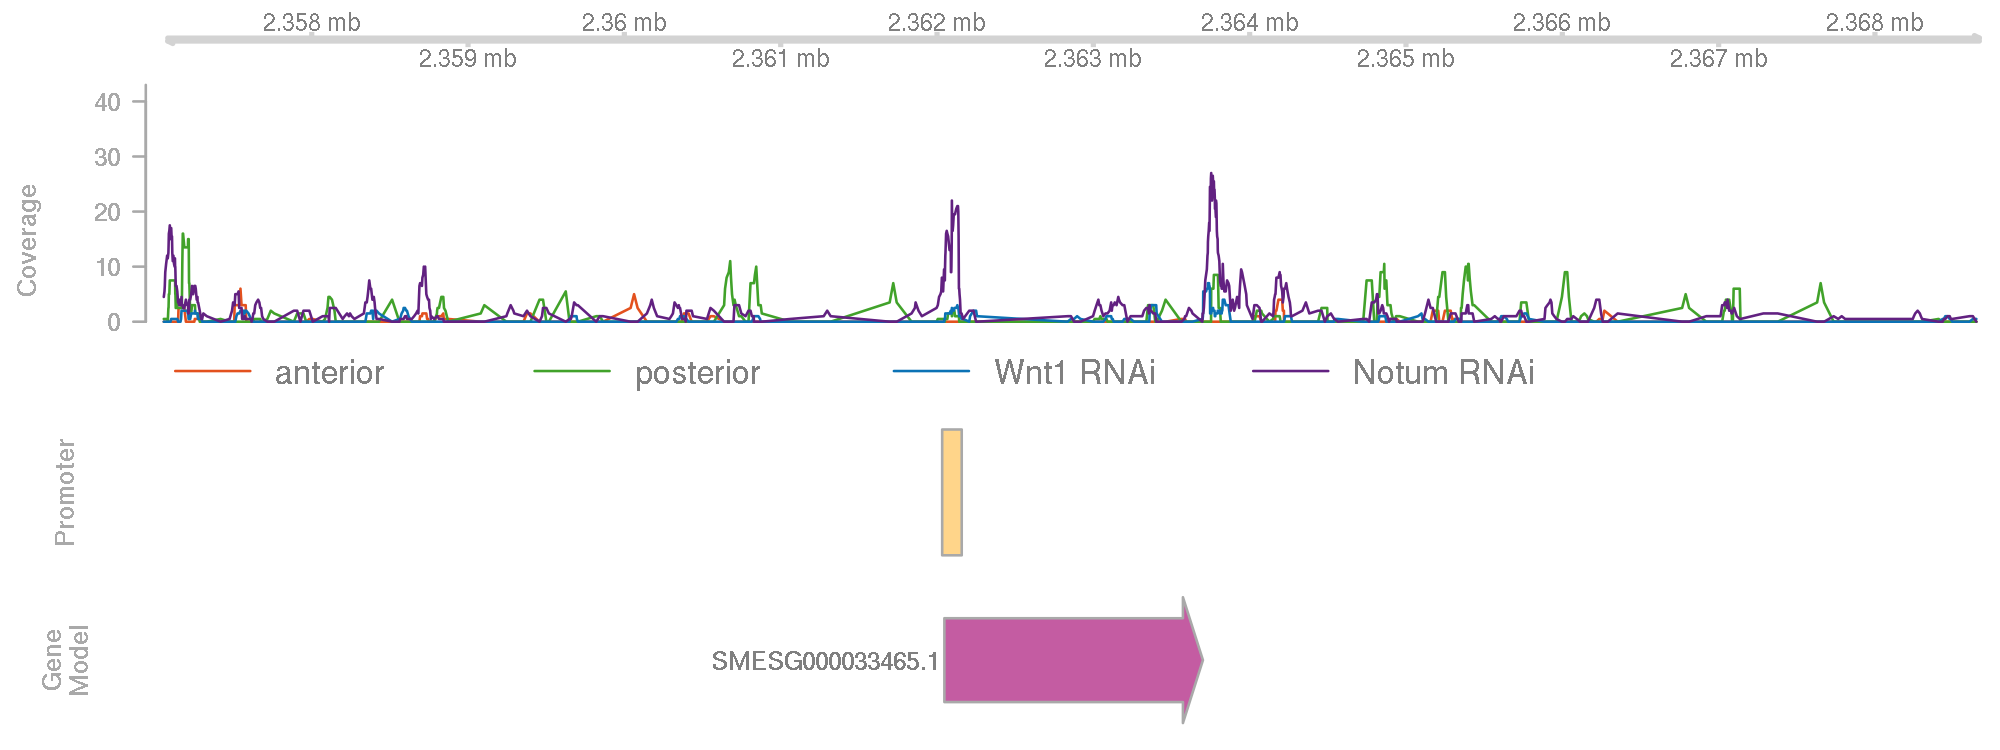 2.358 mb 2.36 mb 2.362 mb 2.364 mb 2.366 mb 2.368 mb
2.359 mb 2.361 mb 2.363 mb 2.365 mb 2.367 mb
Coverage
40
30
20
10
0
anterior posterior Wnt1 RNAi Notum RNAi
Promoter
Gene
Model
SMESG000033465.1